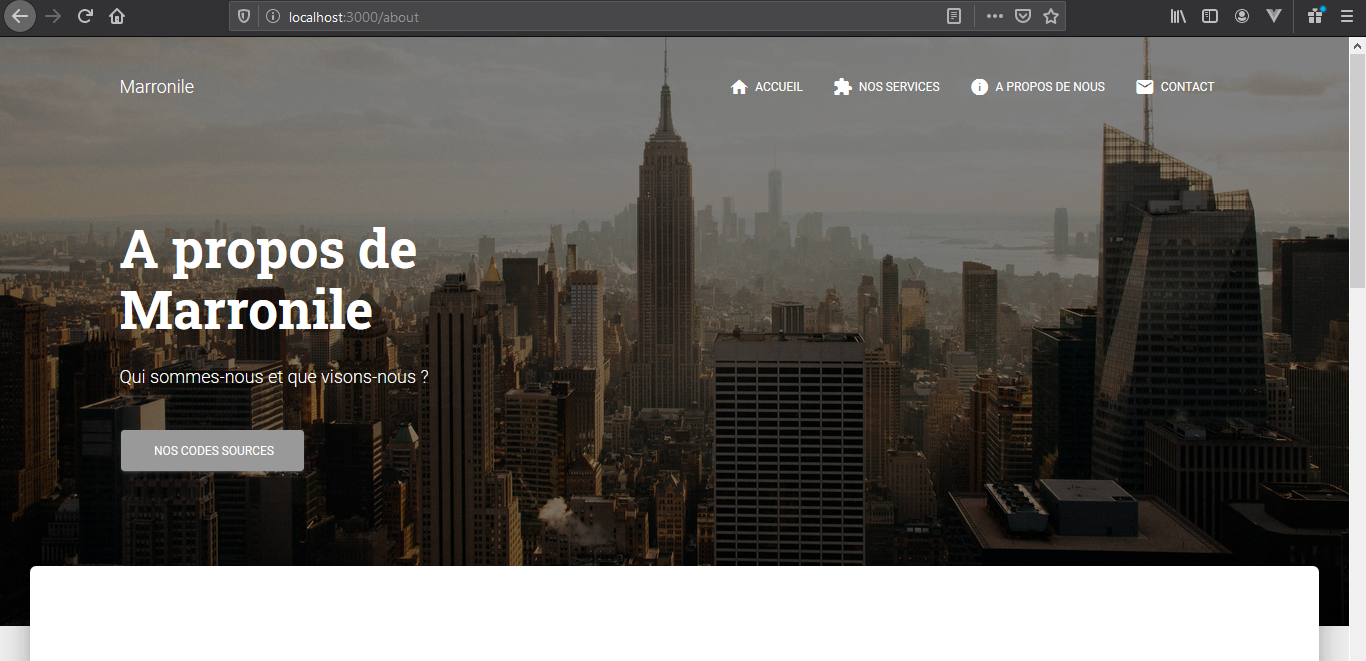 localhost:3000/about
Marronile
ACCUEIL
NOS SERVICES
A PROPOS DE NOUS
CONTACT
A propos de
Marronile
Qui sommes-nous et que visons-nous ?
NOS CODES SOURCES